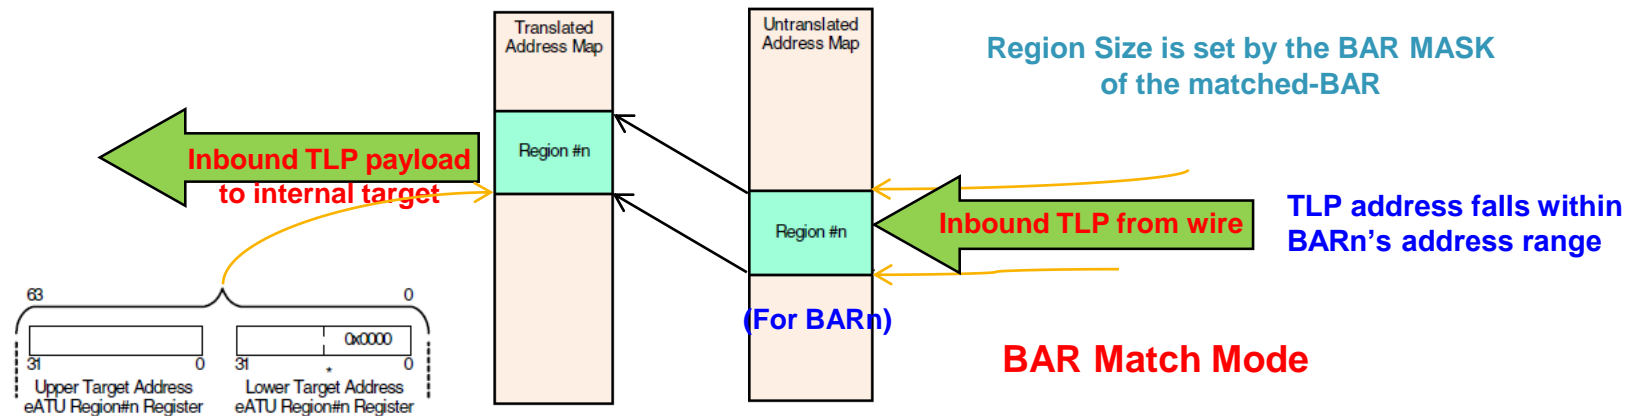 Translated
Address Map
Region #n
Untranslated
Address Map
Region #n
Region Size is set by the BAR MASK
of the matched-BAR
Inbound TLP payload
to internal target
Inbound TLP from wire
TLP address falls within
BARn's address range
(For BARn)
BAR Match Mode
63
0
0x0000
31
0
31
*
0
Upper Target Address
eATU Region#n Register
Lower Target Address
eATU Region#n Register